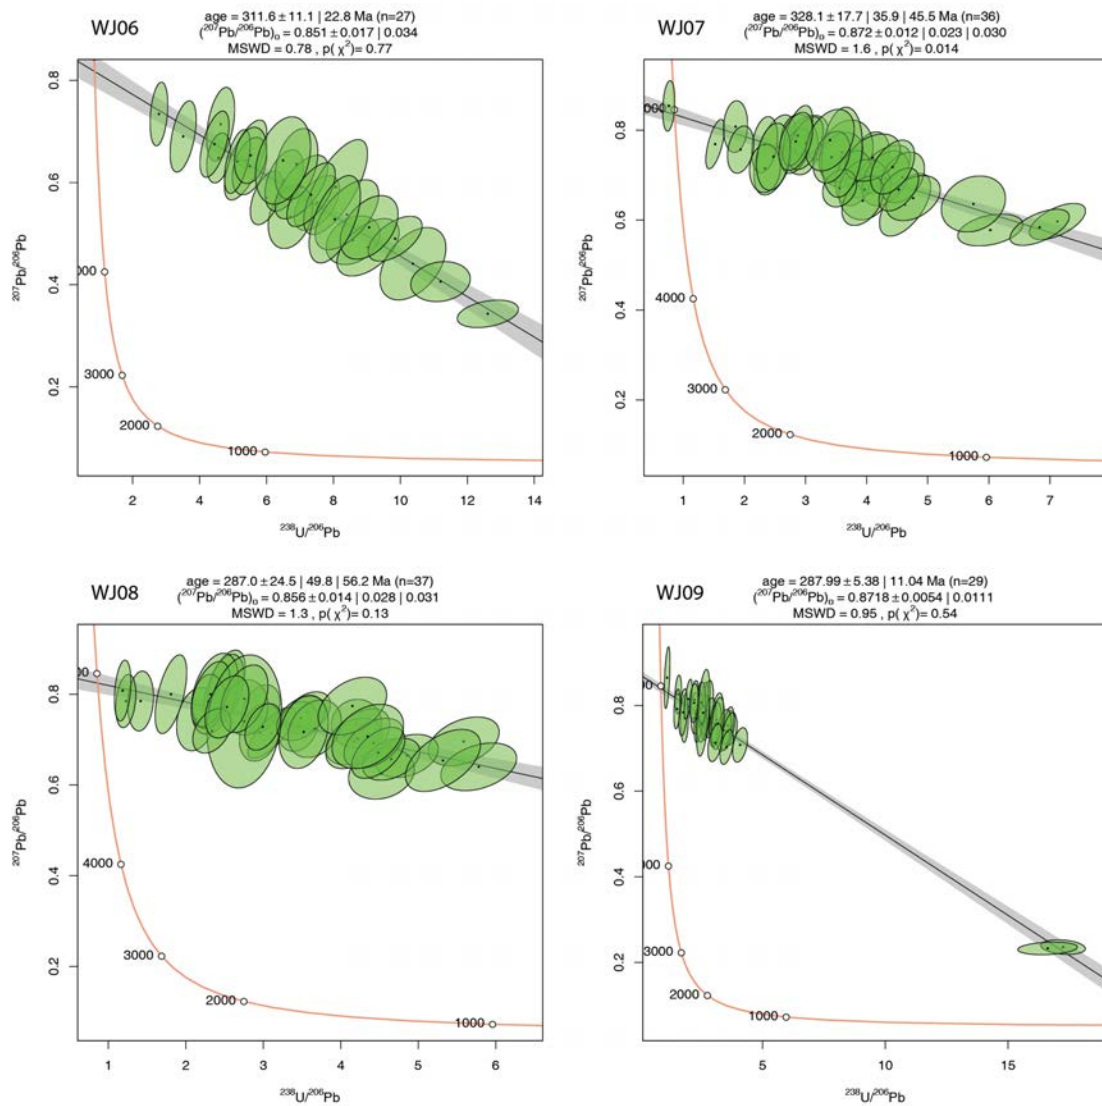 WJ06
age = 311.6 ± 11.1 | 22.8 Ma (n=27)
(²⁰⁷Pb/²⁰⁶Pb)ₒ = 0.851 ± 0.017 | 0.034
MSWD = 0.78 , p( χ²)= 0.77
0.8
0.6
0.4
0.2
²⁰⁷Pb/²⁰⁶Pb
000
3000
2000
1000
2 4 6 8 10 12 14
²³⁸U/²⁰⁶Pb
WJ07
age = 328.1 ± 17.7 | 35.9 | 45.5 Ma (n=36)
(²⁰⁷Pb/²⁰⁶Pb)ₒ = 0.872 ± 0.012 | 0.023 | 0.030
MSWD = 1.6 , p( χ²)= 0.014
0.8
0.6
0.4
0.2
²⁰⁷Pb/²⁰⁶Pb
000
4000
3000
2000
1000
1 2 3 4 5 6 7
²³⁸U/²⁰⁶Pb
WJ08
age = 287.0 ± 24.5 | 49.8 | 56.2 Ma (n=37)
(²⁰⁷Pb/²⁰⁶Pb)ₒ = 0.856 ± 0.014 | 0.028 | 0.031
MSWD = 1.3 , p( χ²)= 0.13
0.8
0.6
0.4
0.2
²⁰⁷Pb/²⁰⁶Pb
00
4000
3000
2000
1000
1 2 3 4 5 6
²³⁸U/²⁰⁶Pb
WJ09
age = 287.99 ± 5.38 | 11.04 Ma (n=29)
(²⁰⁷Pb/²⁰⁶Pb)ₒ = 0.8718 ± 0.0054 | 0.0111
MSWD = 0.95 , p( χ²)= 0.54
0.8
0.6
0.4
0.2
²⁰⁷Pb/²⁰⁶Pb
00
000
3000
2000
1000
5 10 15
²³⁸U/²⁰⁶Pb